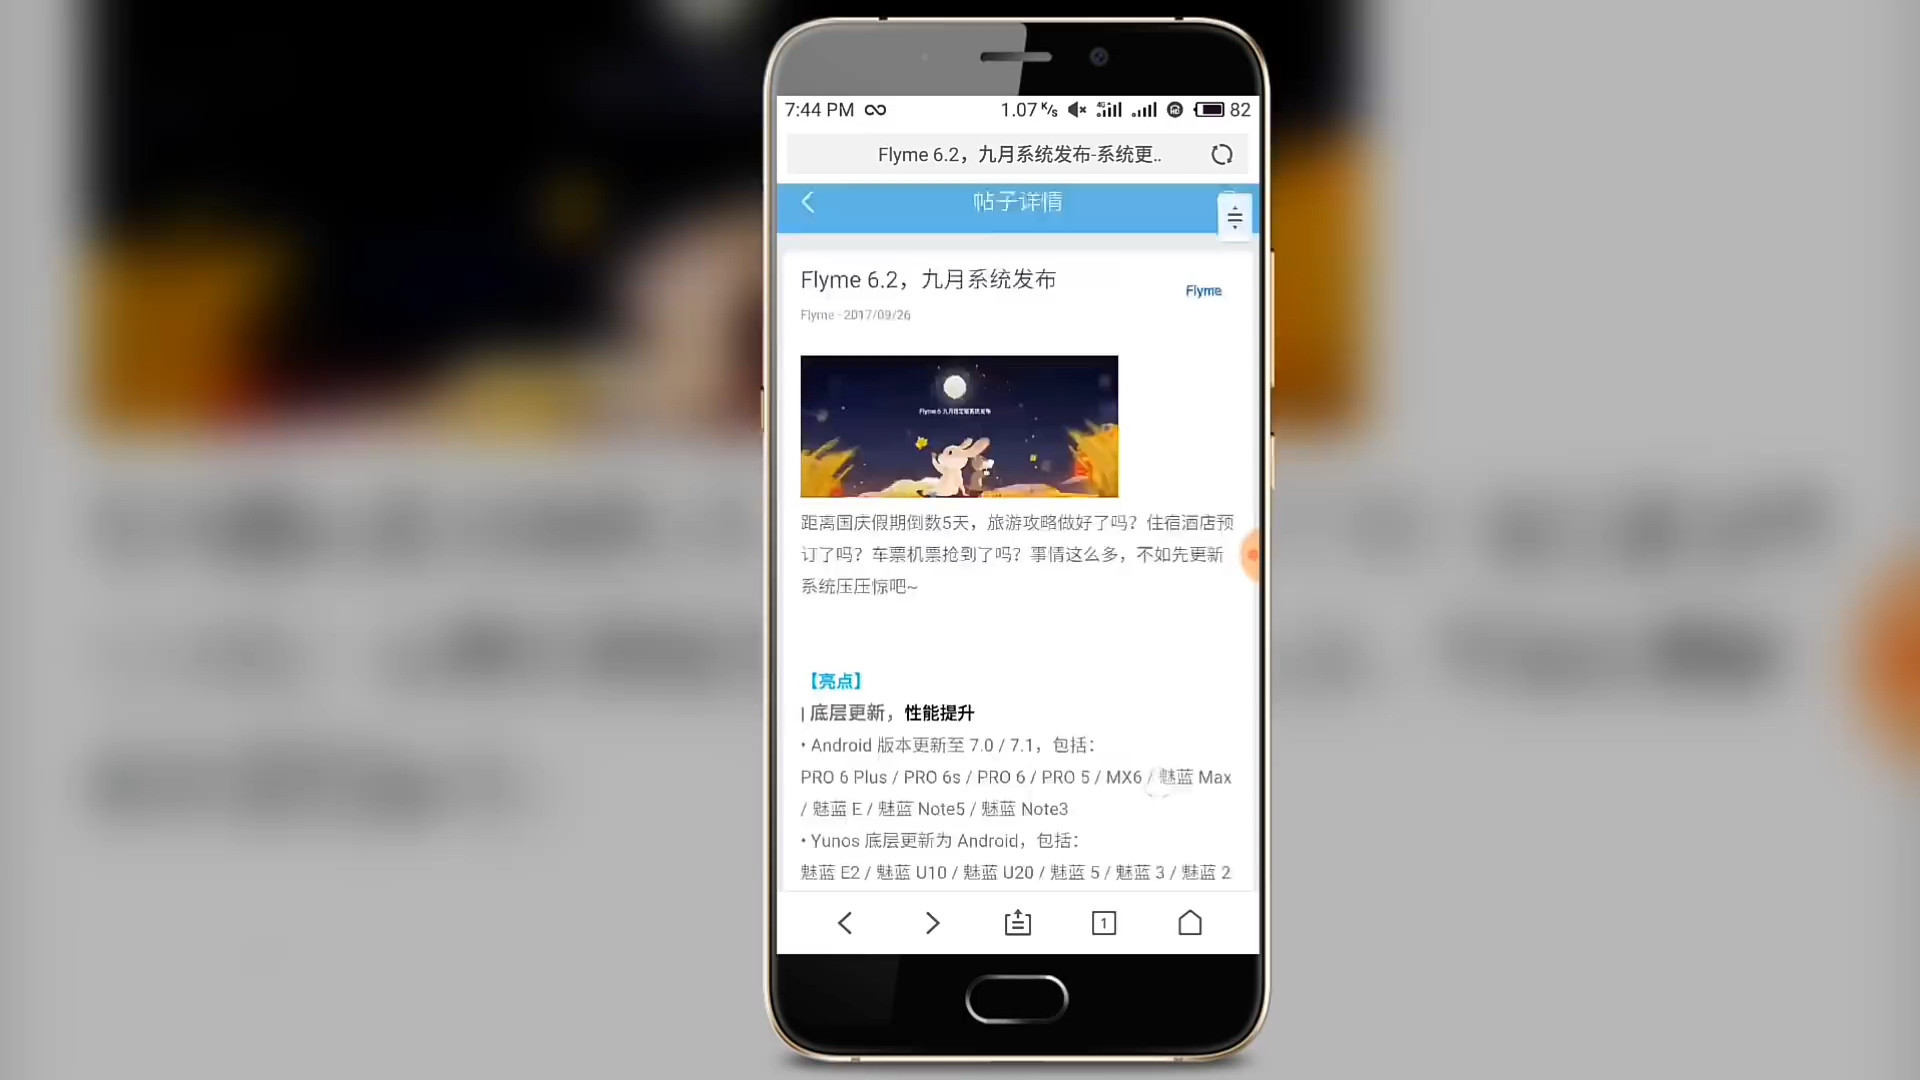 7:44 PM
1.07 K/s 4G 82
Flyme 6.2，九月系统发布-系统更..
帖子详情
Flyme 6.2，九月系统发布
Flyme
Flyme - 2017/09/26
距离国庆假期倒数5天，旅游攻略做好了吗？住宿酒店预
订了吗？车票机票抢到了吗？事情这么多，不如先更新
系统压压惊吧~
【亮点】
| 底层更新，性能提升
• Android 版本更新至 7.0 / 7.1，包括：
PRO 6 Plus / PRO 6s / PRO 6 / PRO 5 / MX6 / 魅蓝 Max
/ 魅蓝 E / 魅蓝 Note5 / 魅蓝 Note3
• Yunos 底层更新为 Android，包括：
魅蓝 E2 / 魅蓝 U10 / 魅蓝 U20 / 魅蓝 5 / 魅蓝 3 / 魅蓝 2
1